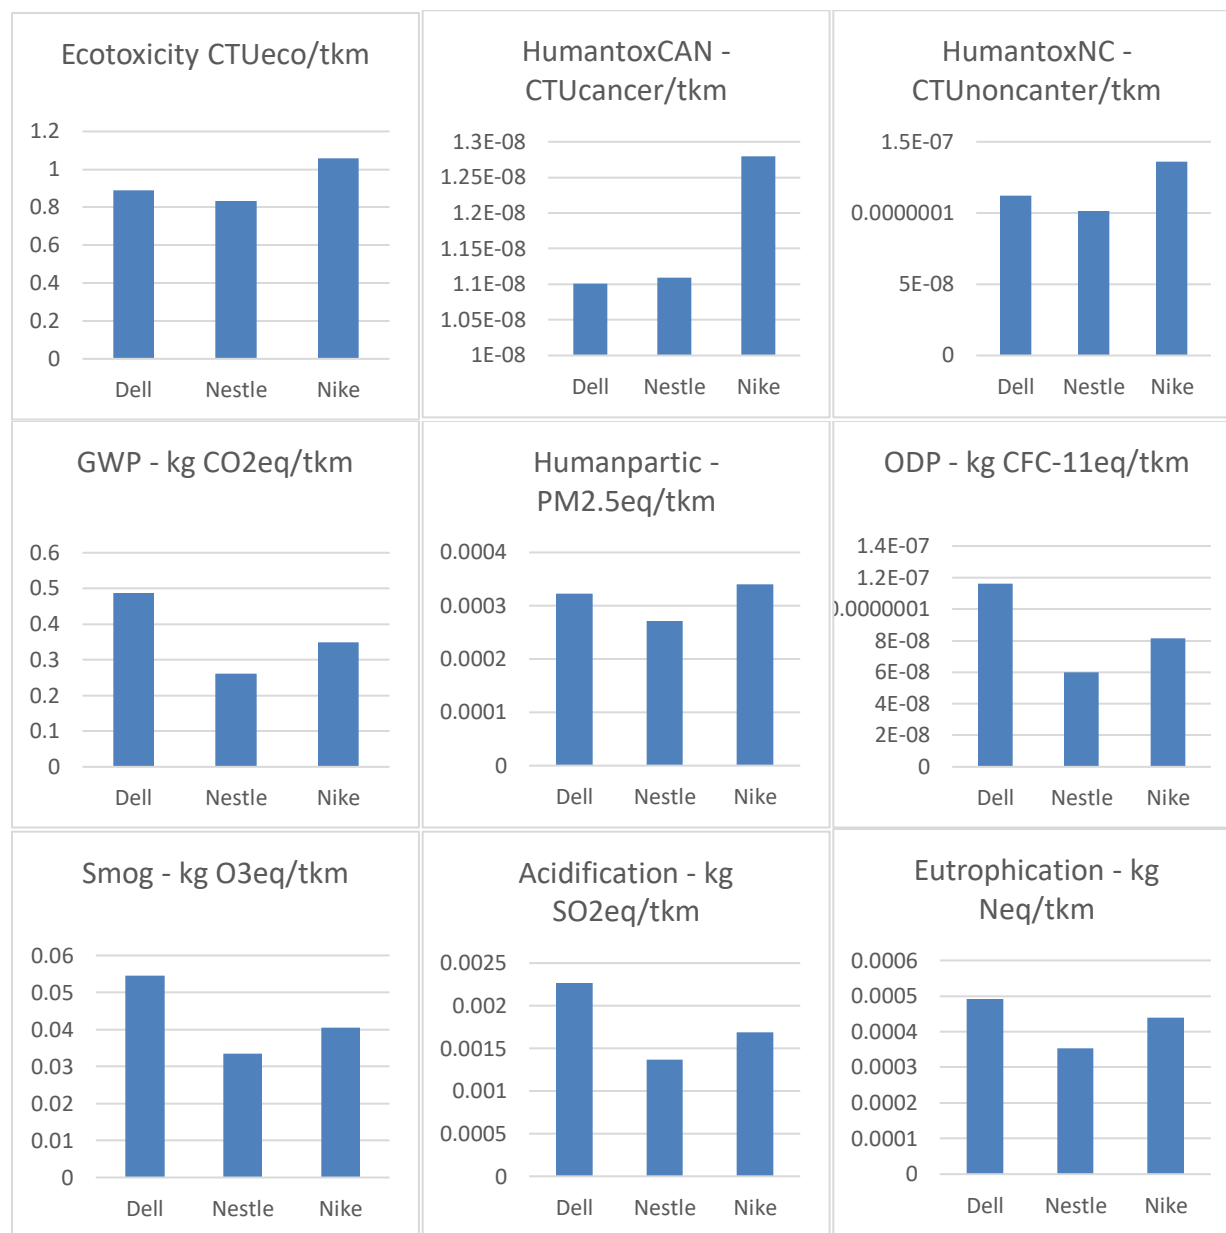 Ecotoxicity CTUeco/tkm
1.2
1
0.8
0.6
0.4
0.2
0
Dell Nestle Nike
HumantoxCAN -
CTUcancer/tkm
1.3E-08
1.25E-08
1.2E-08
1.15E-08
1.1E-08
1.05E-08
1E-08
Dell Nestle Nike
HumantoxNC -
CTUnoncanter/tkm
1.5E-07
0.0000001
5E-08
0
Dell Nestle Nike
GWP - kg CO2eq/tkm
0.6
0.5
0.4
0.3
0.2
0.1
0
Dell Nestle Nike
Humanpartic -
PM2.5eq/tkm
0.0004
0.0003
0.0002
0.0001
0
Dell Nestle Nike
ODP - kg CFC-11eq/tkm
1.4E-07
1.2E-07
0.0000001
8E-08
6E-08
4E-08
2E-08
0
Dell Nestle Nike
Smog - kg O3eq/tkm
0.06
0.05
0.04
0.03
0.02
0.01
0
Dell Nestle Nike
Acidification - kg
SO2eq/tkm
0.0025
0.002
0.0015
0.001
0.0005
0
Dell Nestle Nike
Eutrophication - kg
Neq/tkm
0.0006
0.0005
0.0004
0.0003
0.0002
0.0001
0
Dell Nestle Nike